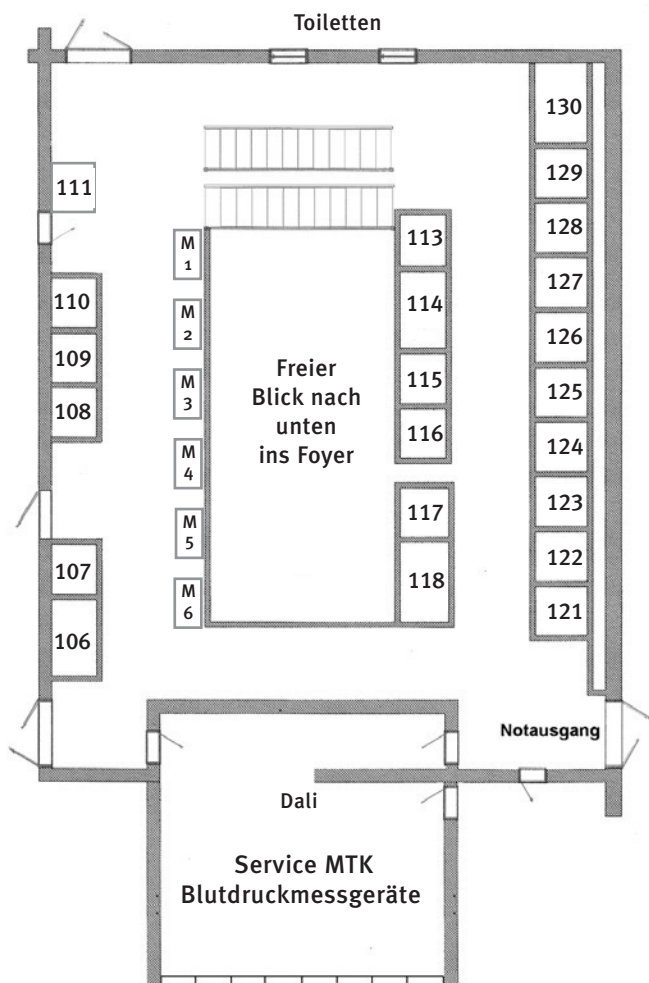 Toiletten
130
129
128
127
126
125
124
123
122
121
111
110
109
108
107
106
M
1
M
2
M
3
M
4
M
5
M
6
113
114
115
116
117
118
Freier
Blick nach
unten
ins Foyer
Notausgang
Dali
Service MTK
Blutdruckmessgeräte